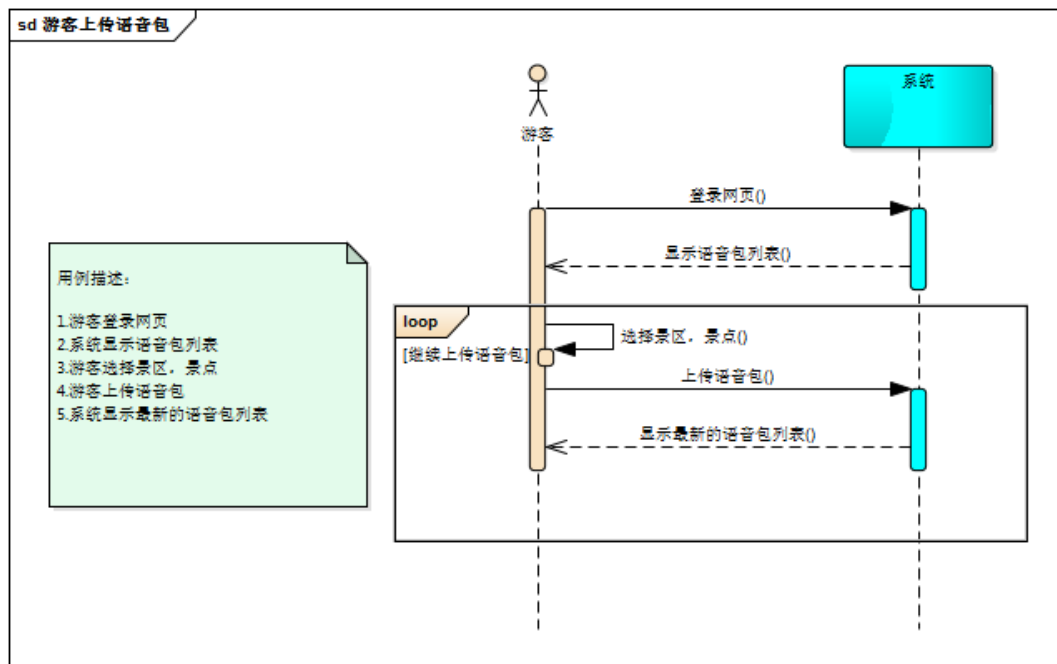 sd 游客上传语音包
系统
游客
登录网页()
显示语音包列表()
用例描述：
1.游客登录网页
2.系统显示语音包列表
3.游客选择景区，景点
4.游客上传语音包
5.系统显示最新的语音包列表
loop
[继续上传语音包]
选择景区，景点()
上传语音包()
显示最新的语音包列表()